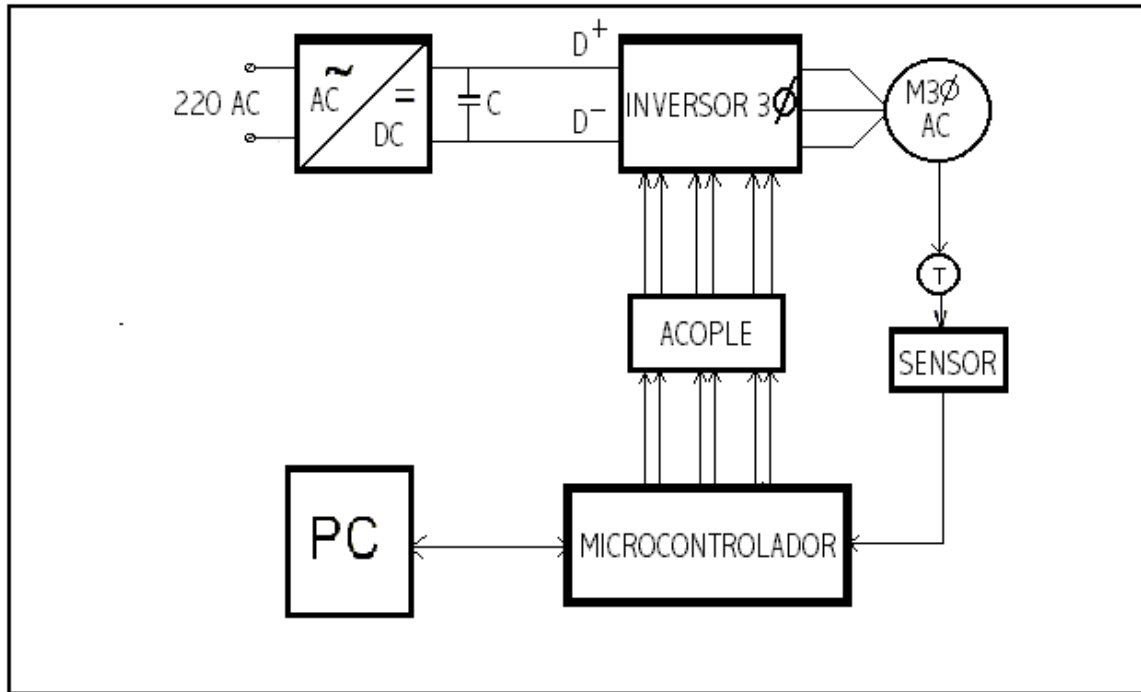 220 AC
AC
~
=
DC
C
D+
D-
INVERSOR 3Ø
M3Ø
AC
T
ACOPLE
SENSOR
PC
MICROCONTROLADOR